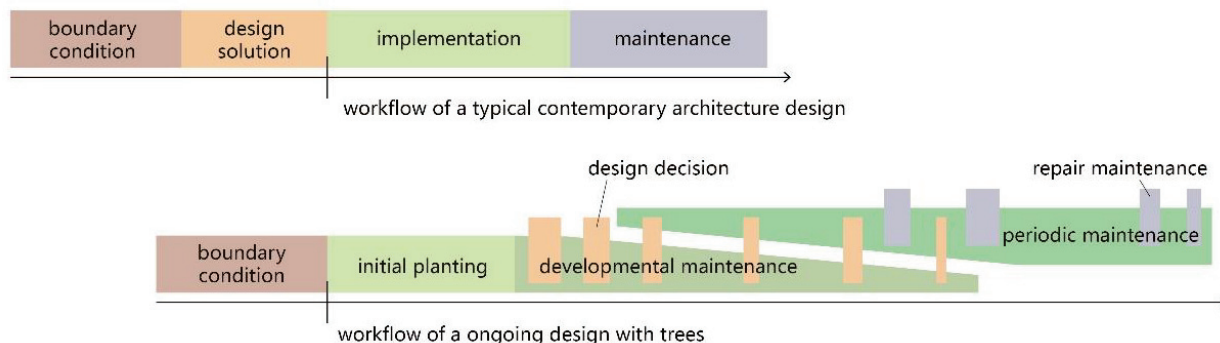 boundary
condition
design
solution
implementation
maintenance
workflow of a typical contemporary architecture design
design decision
repair maintenance
boundary
condition
initial planting
developmental maintenance
periodic maintenance
workflow of a ongoing design with trees